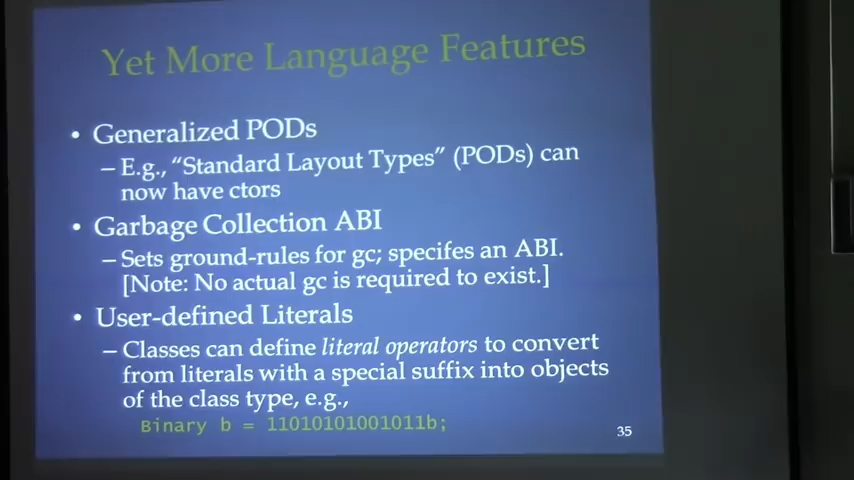 Yet More Language Features
• Generalized PODs
– E.g., “Standard Layout Types” (PODs) can
now have ctors
• Garbage Collection ABI
– Sets ground-rules for gc; specifes an ABI.
[Note: No actual gc is required to exist.]
• User-defined Literals
– Classes can define literal operators to convert
from literals with a special suffix into objects
of the class type, e.g.,
Binary b = 11010101001011b;
35